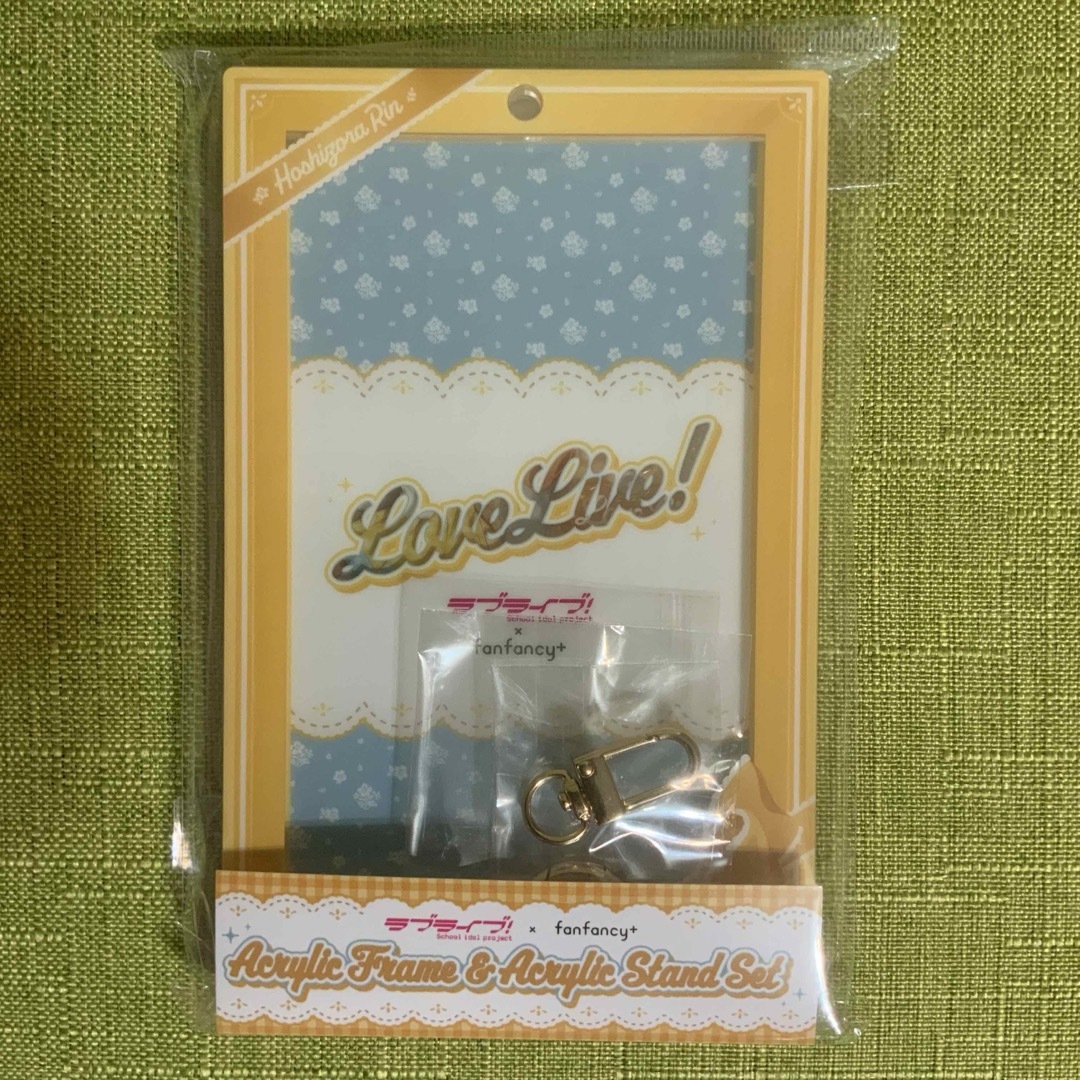 Hoshizora Rin
LoveLive!
ラブライブ!
School idol project
×
fanfancy+
ラブライブ! × fanfancy+
School idol project
Acrylic Frame & Acrylic Stand Set